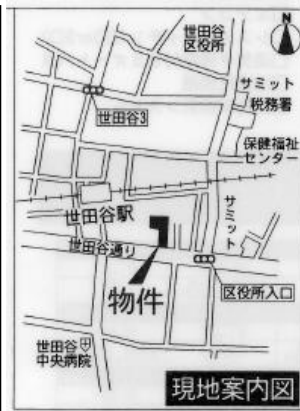 N
世田谷
区役所
サミット
税務署
世田谷3
保健福祉
センター
世田谷駅
サミット
世田谷通り
物件
区役所入口
世田谷
中央病院
現地案内図